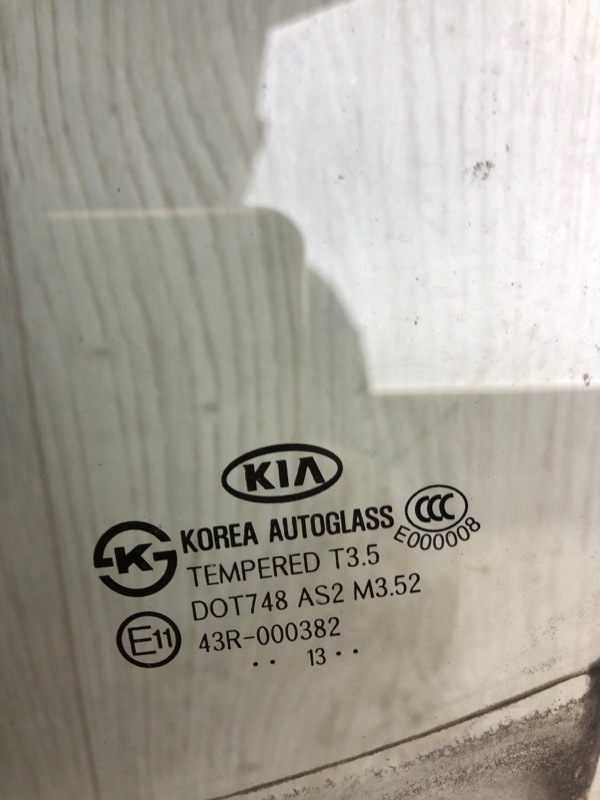 KIA
KOREA AUTOGLASS
CCC
E000008
K
TEMPERED T3.5
DOT748 AS2 M3.52
E11
43R-000382
·· 13 ··